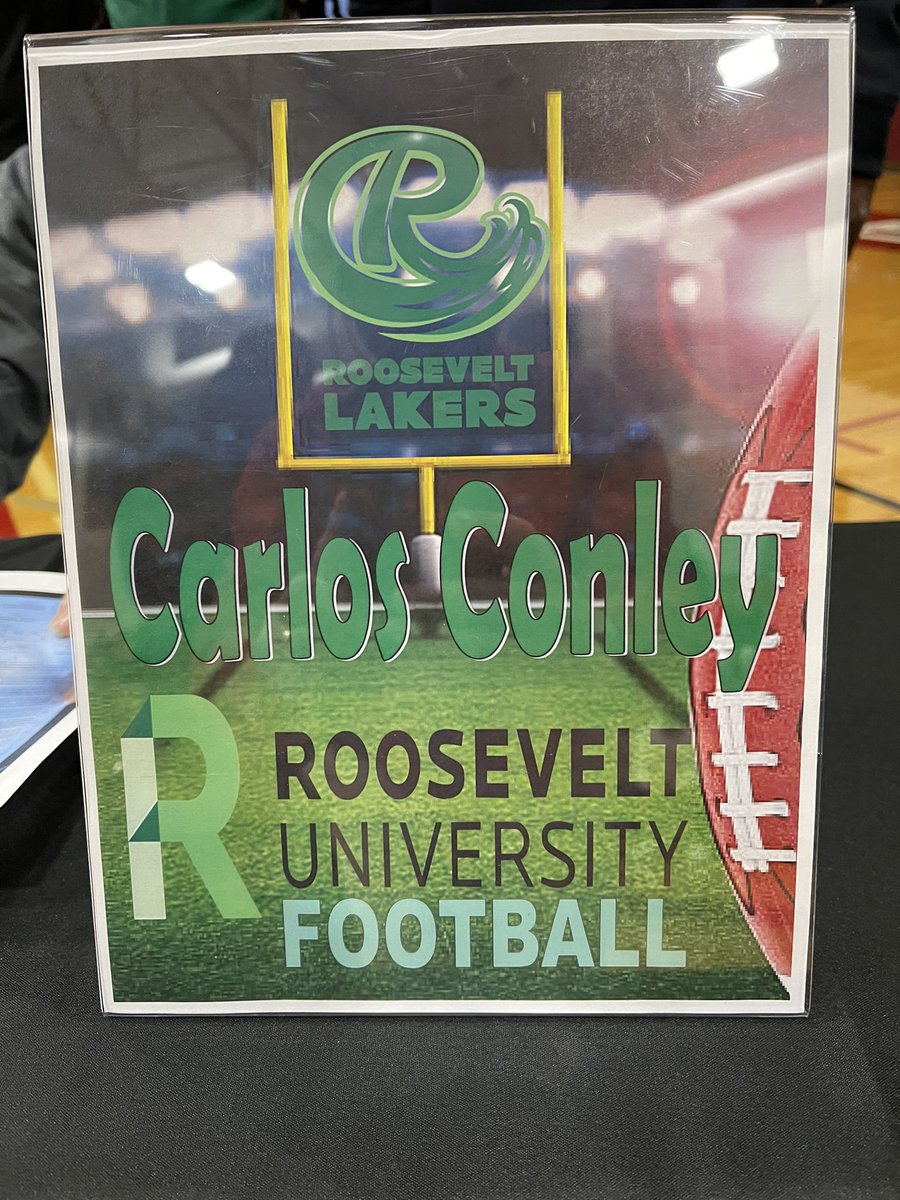 R
ROOSEVELT
LAKERS
Carlos Conley
R
ROOSEVELT
UNIVERSITY
FOOTBALL